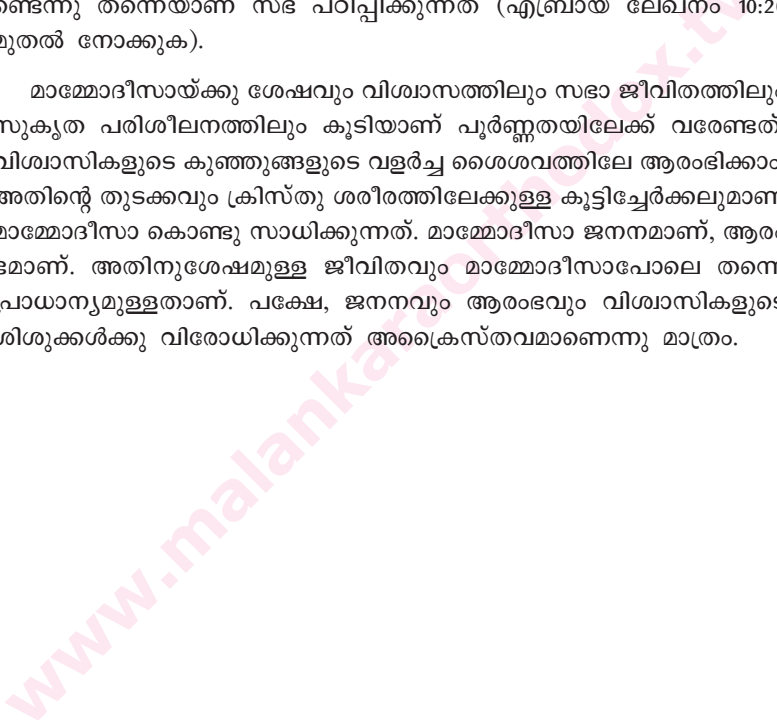 ണ്ടെന്നു തന്നെയാണ് സഭ പഠിപ്പിക്കുന്നത് (എബ്രായ ലേഖനം 10:26
മുതൽ നോക്കുക).
മാമ്മോദീസായ്ക്കു ശേഷവും വിശ്വാസത്തിലും സഭാ ജീവിതത്തിലും
സുകൃത പരിശീലനത്തിലും കൂടിയാണ് പൂർണ്ണതയിലേക്ക് വരേണ്ടത്.
വിശ്വാസികളുടെ കുഞ്ഞുങ്ങളുടെ വളർച്ച ശൈശവത്തിലേ ആരംഭിക്കാം.
അതിന്റെ തുടക്കവും ക്രിസ്തു ശരീരത്തിലേക്കുള്ള കൂട്ടിച്ചേർക്കലുമാണ്
മാമ്മോദീസാ കൊണ്ടു സാധിക്കുന്നത്. മാമ്മോദീസാ ജനനമാണ്, ആരം
ഭമാണ്. അതിനുശേഷമുള്ള ജീവിതവും മാമ്മോദീസാപോലെ തന്നെ
പ്രാധാന്യമുള്ളതാണ്. പക്ഷേ, ജനനവും ആരംഭവും വിശ്വാസികളുടെ
ശിശുക്കൾക്കു വിരോധിക്കുന്നത് അക്രൈസ്തവമാണെന്നു മാത്രം.
www.malankaraorthodox.tv